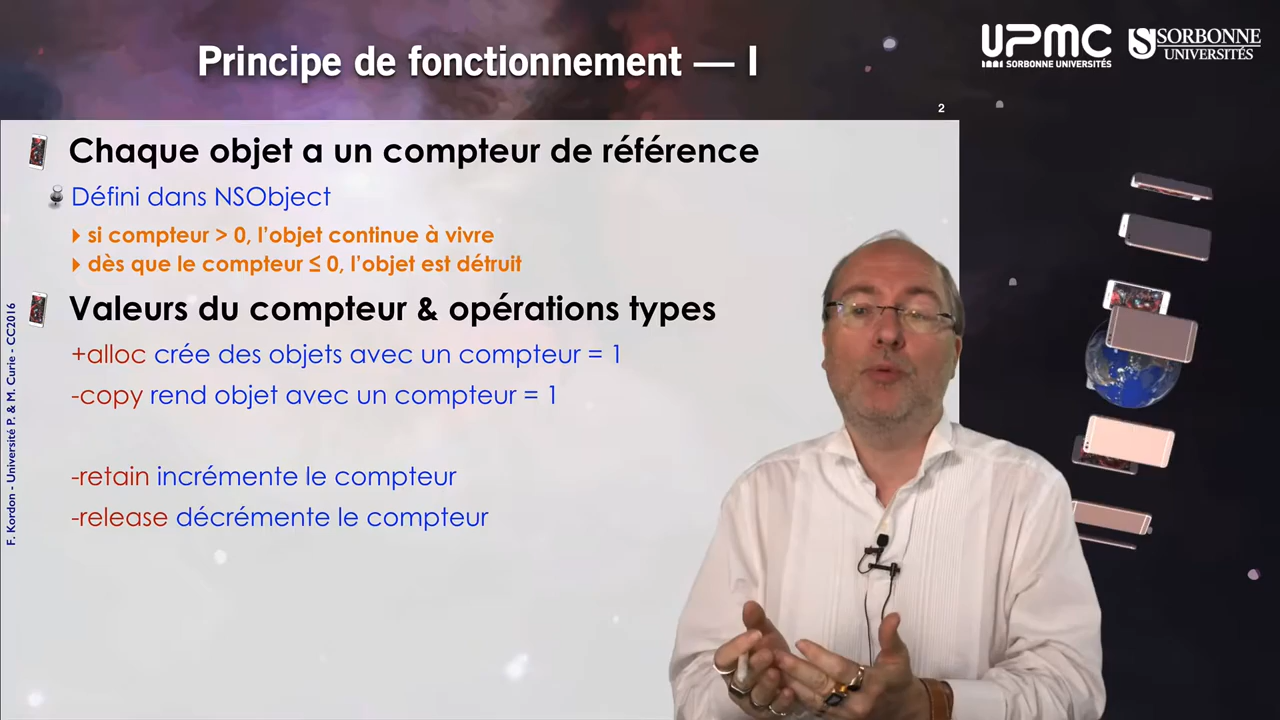 Principe de fonctionnement — I
UPMC
SORBONNE UNIVERSITÉS
SORBONNE
UNIVERSITÉS
2
Chaque objet a un compteur de référence
Défini dans NSObject
si compteur > 0, l’objet continue à vivre
dès que le compteur ≤ 0, l’objet est détruit
Valeurs du compteur & opérations types
+alloc crée des objets avec un compteur = 1
-copy rend objet avec un compteur = 1
-retain incrémente le compteur
-release décrémente le compteur
F. Kordon - Université P. & M. Curie - CC2016